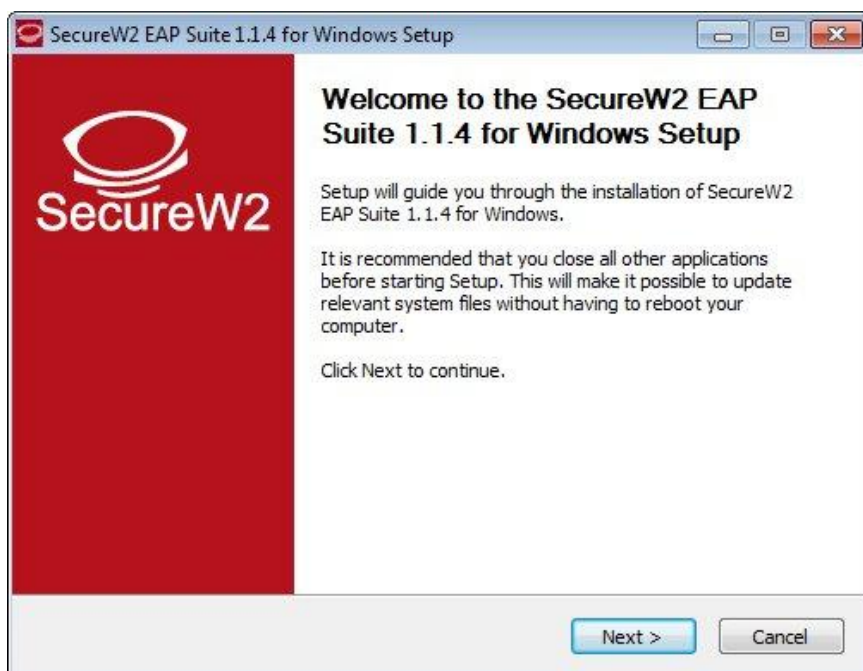 SecureW2 EAP Suite 1.1.4 for Windows Setup
SecureW2
Welcome to the SecureW2 EAP
Suite 1.1.4 for Windows Setup
Setup will guide you through the installation of SecureW2
EAP Suite 1.1.4 for Windows.
It is recommended that you close all other applications
before starting Setup. This will make it possible to update
relevant system files without having to reboot your
computer.
Click Next to continue.
Next >
Cancel